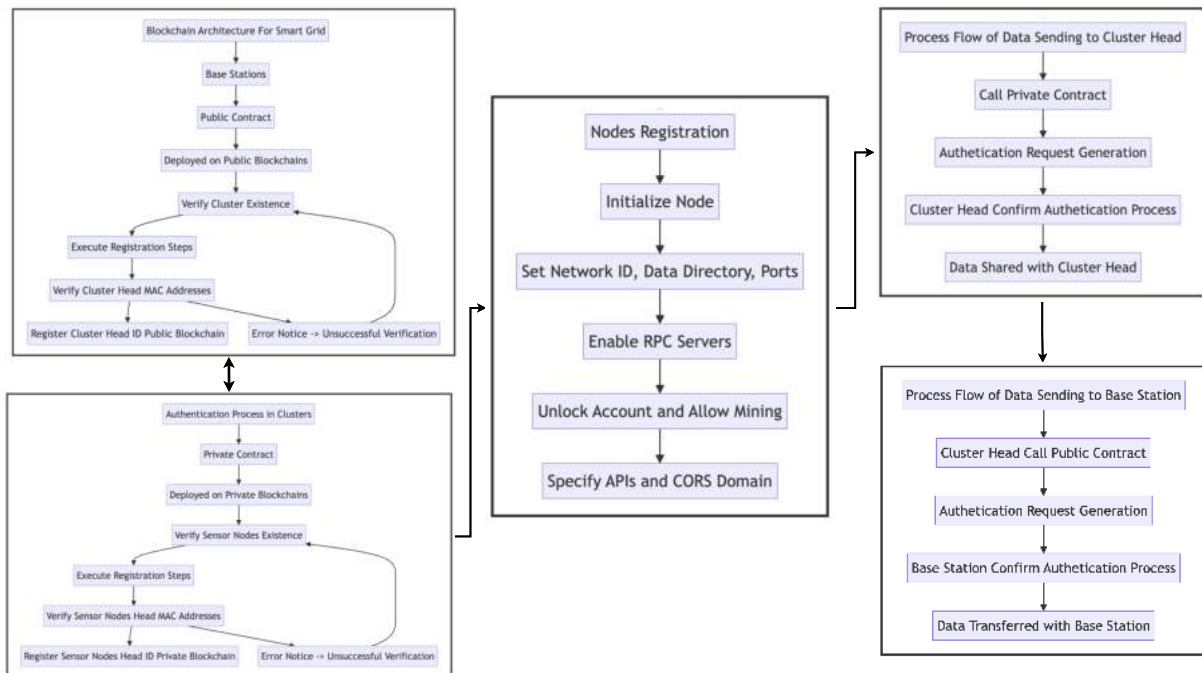 Blockchain Architecture For Smart Grid
Base Stations
Public Contract
Deployed on Public Blockchains
Verify Cluster Existence
Execute Registration Steps
Verify Cluster Head MAC Addresses
Register Cluster Head ID Public Blockchain
Error Notice -> Unsuccessful Verification
Authentication Process in Clusters
Private Contract
Deployed on Private Blockchains
Verify Sensor Nodes Existence
Execute Registration Steps
Verify Sensor Nodes Head MAC Addresses
Register Sensor Nodes Head ID Private Blockchain
Error Notice -> Unsuccessful Verification
Nodes Registration
Initialize Node
Set Network ID, Data Directory, Ports
Enable RPC Servers
Unlock Account and Allow Mining
Specify APIs and CORS Domain
Process Flow of Data Sending to Cluster Head
Call Private Contract
Authetication Request Generation
Cluster Head Confirm Authetication Process
Data Shared with Cluster Head
Process Flow of Data Sending to Base Station
Cluster Head Call Public Contract
Authetication Request Generation
Base Station Confirm Authetication Process
Data Transferred with Base Station